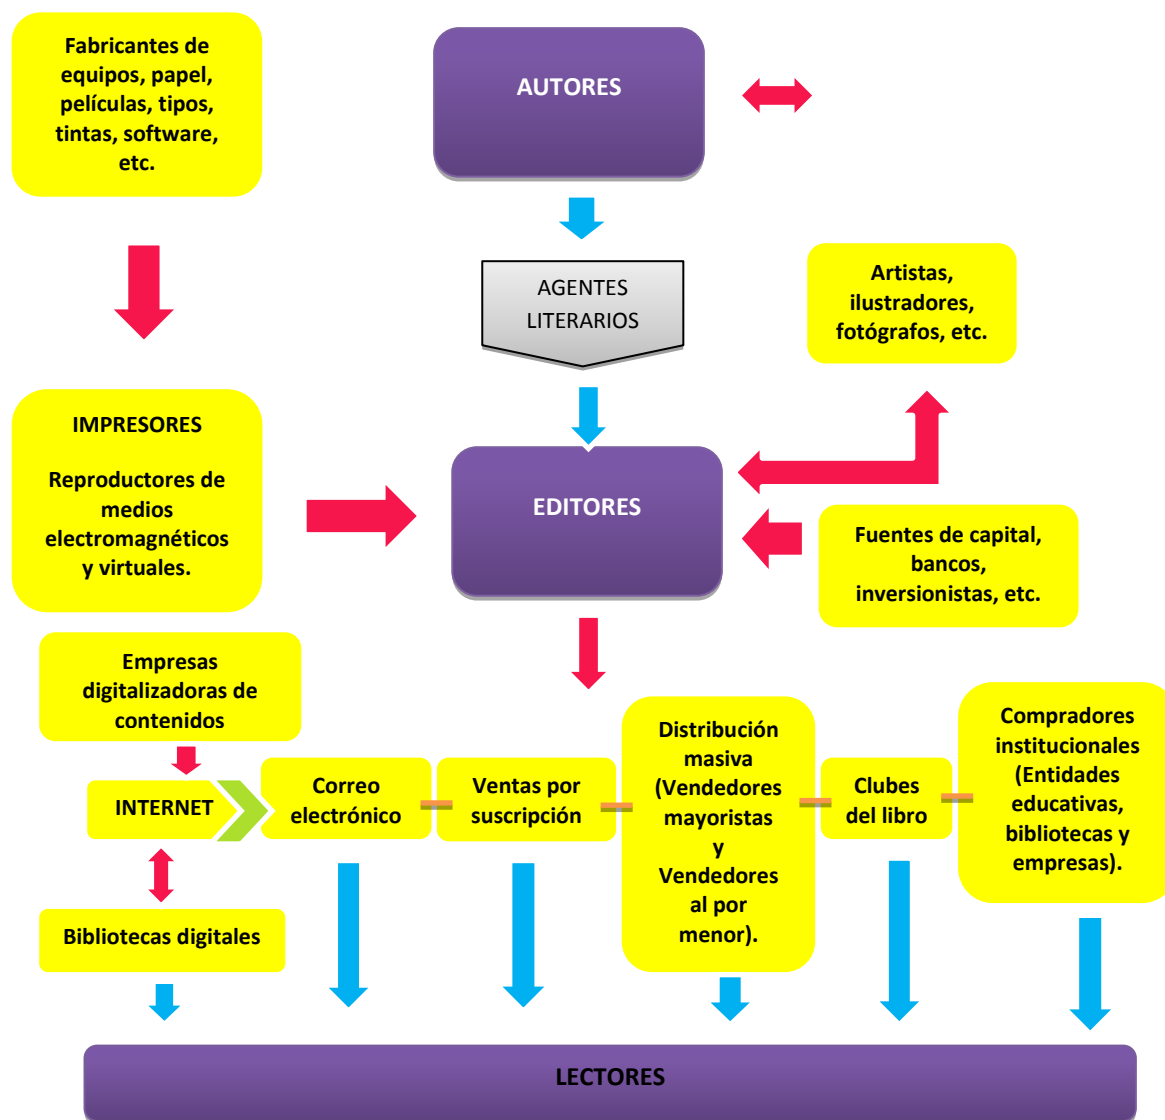 Fabricantes de
equipos, papel,
películas, tipos,
tintas, software,
etc.
AUTORES
AGENTES
LITERARIOS
Artistas,
ilustradores,
fotógrafos, etc.
IMPRESORES
Reproductores de
medios
electromagnéticos
y virtuales.
EDITORES
Fuentes de capital,
bancos,
inversionistas, etc.
Empresas
digitalizadoras de
contenidos
INTERNET
Correo
electrónico
Ventas por
suscripción
Distribución
masiva
(Vendedores
mayoristas
y
Vendedores
al por
menor).
Clubes
del libro
Compradores
institucionales
(Entidades
educativas,
bibliotecas y
empresas).
Bibliotecas digitales
LECTORES